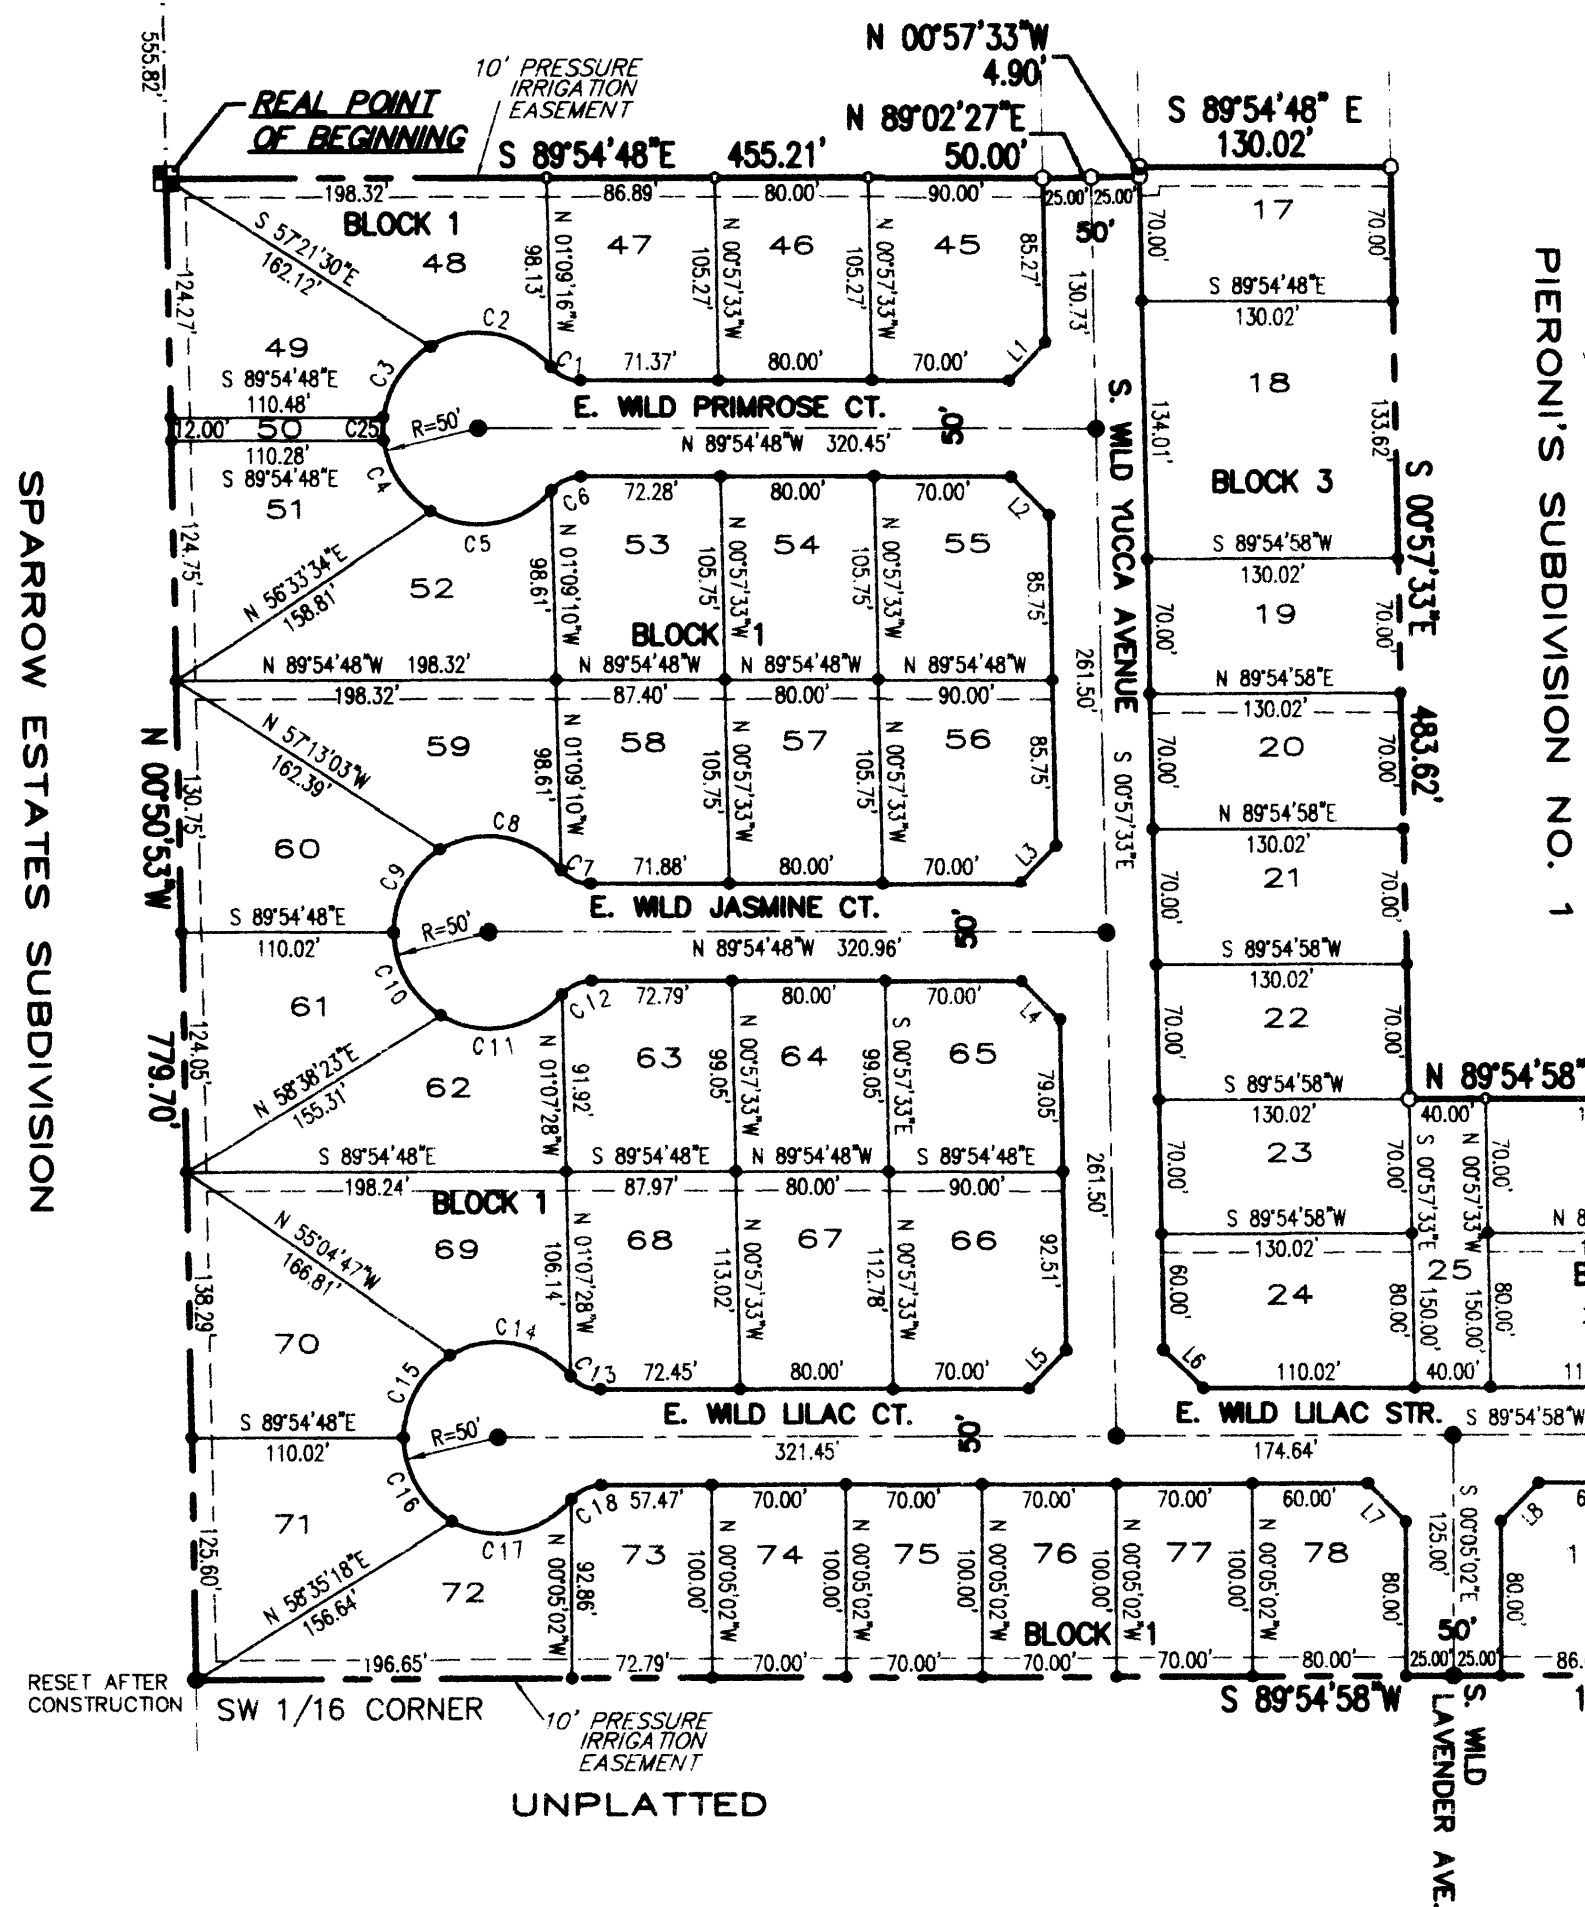 555.82'
REAL POINT
OF BEGINNING
10' PRESSURE
IRRIGATION
EASEMENT
N 00°57'33"W
4.90'
N 89°02'27"E
50.00'
S 89°54'48" E
130.02'
S 89°54'48"E 455.21'
198.32' 86.89' 80.00' 90.00' 25.00' 25.00'
50'
BLOCK 1
48 47 46 45 17
S 57°21'30"E
162.12'
N 01°09'16"W
98.13'
N 00°57'33"W
105.27'
N 00°57'33"W
105.27'
85.27'
130.73'
70.00'
70.00'
S 89°54'48"E
130.02'
124.27'
49
C3 C2 C1 L1
71.37' 80.00' 70.00'
18
S 89°54'48"E
110.48'
12.00' 50 C25 R=50'
110.28'
S 89°54'48"E
E. WILD PRIMROSE CT.
N 89°54'48"W 320.45'
50'
134.01'
133.62'
BLOCK 3
51 C4 C5 C6 L2
72.28' 80.00' 70.00'
S. WILD YUCCA AVENUE
S 00°57'33"E
S 00°57'33"E
483.62'
PIERONI'S SUBDIVISION NO. 1
SPARROW ESTATES SUBDIVISION
N 00°50'53"W
779.70'
124.75'
N 56°33'34"E
158.81'
52 53 54 55
N 01°09'10"W
98.61'
N 00°57'33"W
105.75'
N 00°57'33"W
105.75'
85.75'
S 89°54'58"W
130.02'
19
70.00'
70.00'
BLOCK 1
N 89°54'48"W 198.32' N 89°54'48"W N 89°54'48"W N 89°54'48"W
198.32' 87.40' 80.00' 90.00'
261.50'
N 89°54'58"E
130.02'
20
70.00'
70.00'
59 58 57 56
N 57°13'03"W
162.39'
N 01°09'10"W
98.61'
N 00°57'33"W
105.75'
N 00°57'33"W
105.75'
85.75'
130.75'
60 C9 C8 C7 L3
71.88' 80.00' 70.00'
N 89°54'58"E
130.02'
21
70.00'
70.00'
E. WILD JASMINE CT.
S 89°54'48"E
110.02'
R=50'
N 89°54'48"W 320.96'
50'
S 89°54'58"W
130.02'
22
70.00'
70.00'
61 C10 C11 C12 L4
72.79' 80.00' 70.00'
124.05'
N 58°38'23"E
155.31'
62 63 64 65
N 01°07'28"W
91.92'
N 00°57'33"W
99.05'
S 00°57'33"E
99.05'
79.05'
S 89°54'58"W
130.02'
23
70.00'
70.00'
N 89°54'58"
40.00'
S 89°54'48"E S 89°54'48"E N 89°54'48"W S 89°54'48"E
198.24' 87.97' 80.00' 90.00'
BLOCK 1
261.50'
S 00°57'33"E
N 00°57'33"W
70.00'
69 68 67 66
N 55°04'47"W
166.81'
N 01°07'28"W
106.14'
N 00°57'33"W
113.02'
N 00°57'33"W
112.78'
92.51'
S 89°54'58"W
130.02'
N 8
24 25
60.00'
80.00'
150.00'
150.00'
80.00'
138.29
70 C15 C14 C13 L5 L6
72.45' 80.00' 70.00' 110.02' 40.00' 11
S 89°54'48"E
110.02'
R=50'
E. WILD LILAC CT.
321.45'
50'
E. WILD LILAC STR.
S 89°54'58"W
174.64'
71 C16 C17 C18 L7 L8
57.47' 70.00' 70.00' 70.00' 70.00' 60.00' 6
125.60'
N 58°35'18"E
156.64'
72 73 74 75 76 77 78 1
N 00°05'02"W
92.86'
N 00°05'02"W
100.00'
N 00°05'02"W
100.00'
N 00°05'02"W
100.00'
N 00°05'02"W
100.00'
N 00°05'02"W
100.00'
80.00'
S 00°05'02"E
125.00'
80.00'
BLOCK 1
50'
196.65' 72.79' 70.00' 70.00' 70.00' 70.00' 80.00' 25.00' 25.00' 86.
S 89°54'58"W
RESET AFTER
CONSTRUCTION
SW 1/16 CORNER
10' PRESSURE
IRRIGATION
EASEMENT
UNPLATTED
S. WILD
LAVENDER AVE.